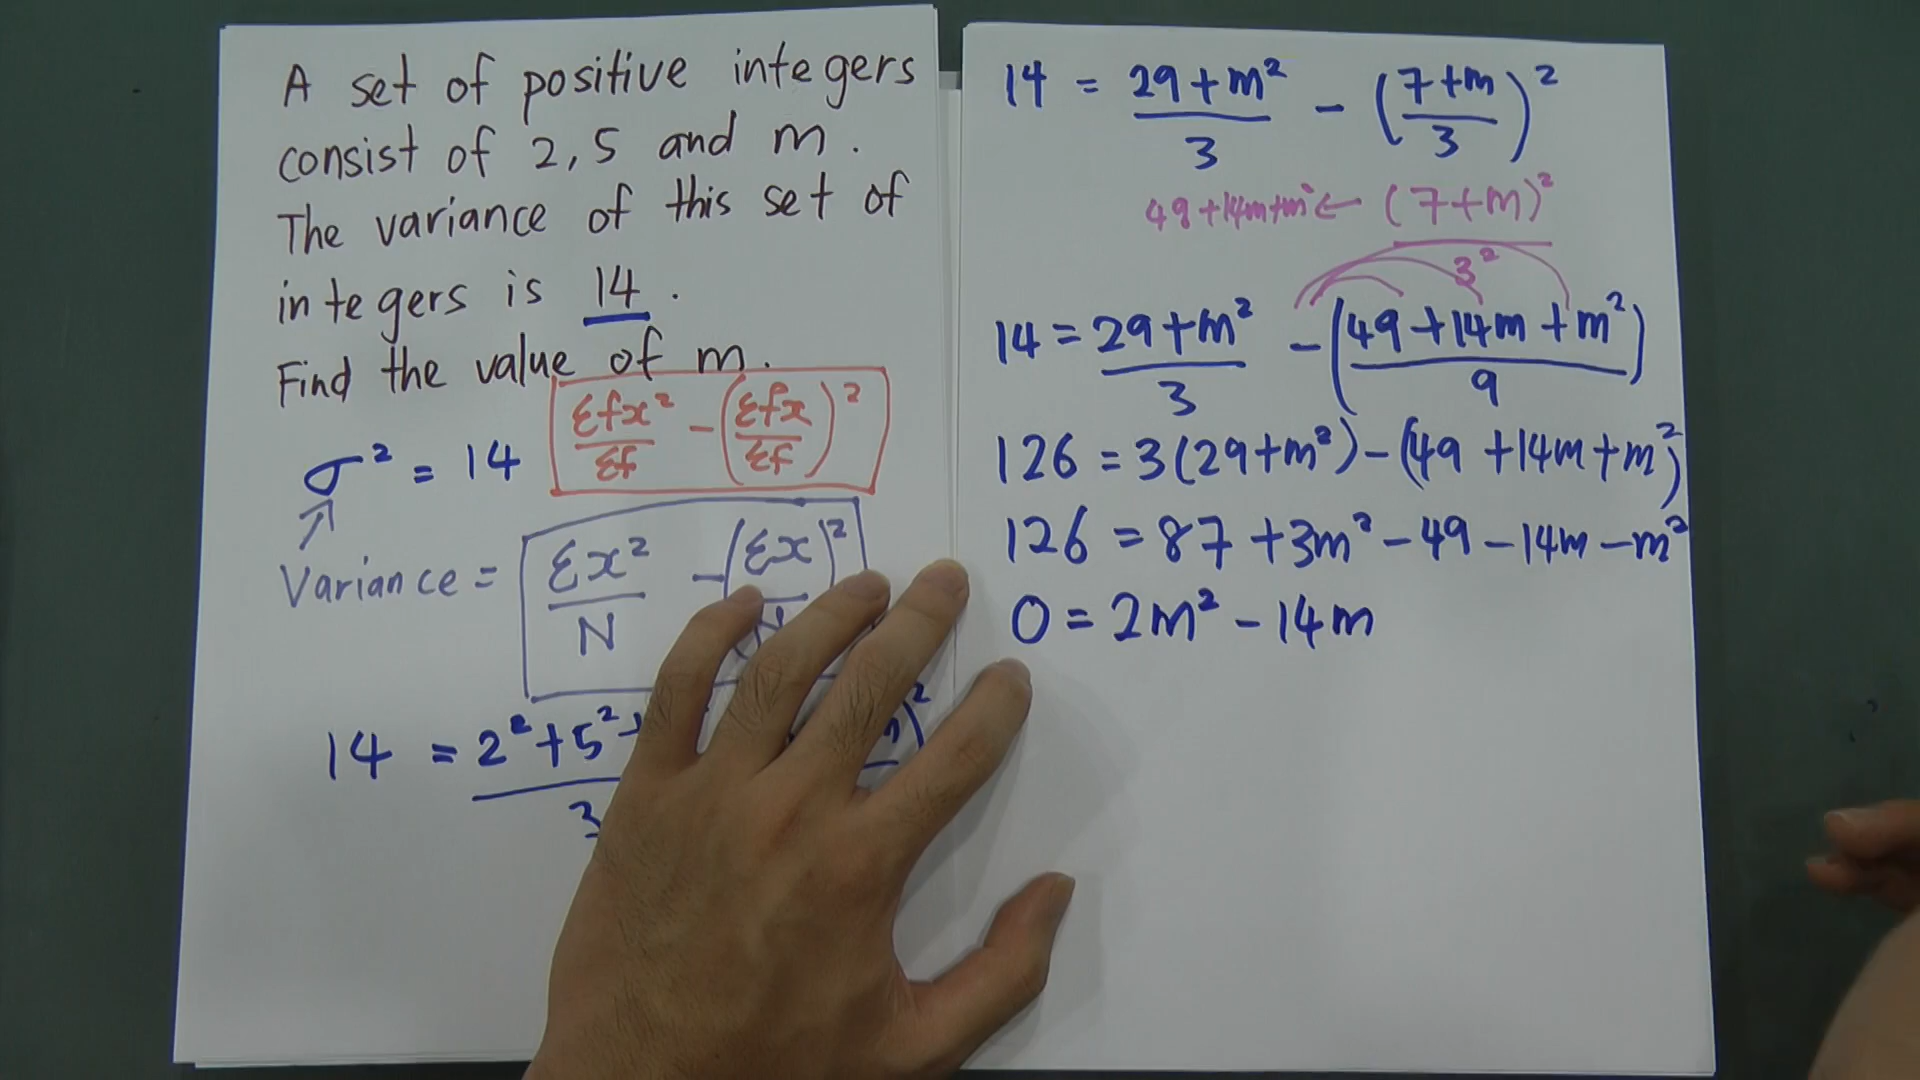 A set of positive integers
consist of 2, 5 and m.
The variance of this set of
integers is 14.
Find the value of m.
σ² = 14
Σfx²/Σf - (Σfx/Σf)²
Variance = Σx²/N - (Σx/N)²
14 = 2² + 5² +
3
)²
14 = 29+m²/3 - (7+m/3)²
49+14m+m² ← (7+m)²
3²
14 = 29+m²/3 - (49+14m+m²/9)
126 = 3(29+m²) - (49+14m+m²)
126 = 87 + 3m² - 49 - 14m - m²
0 = 2m² - 14m